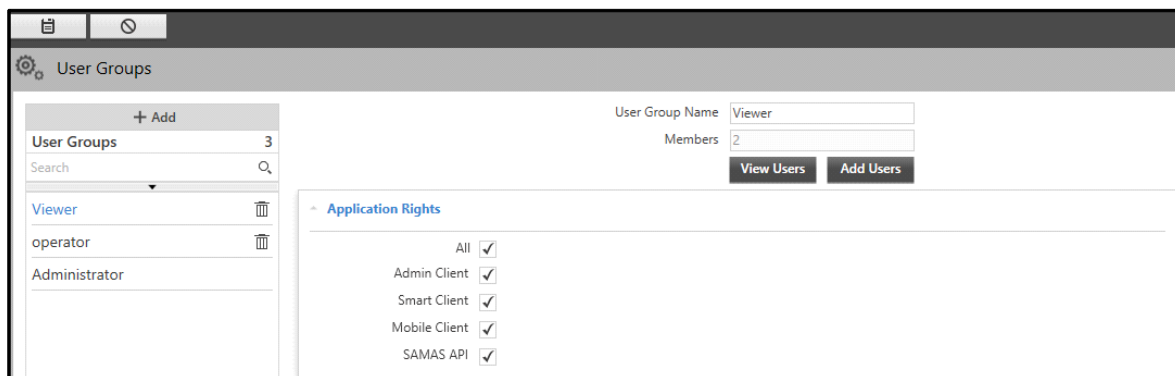 User Groups
+ Add
User Groups 3
Search
Viewer
operator
Administrator
User Group Name Viewer
Members 2
View Users Add Users
Application Rights
All
Admin Client
Smart Client
Mobile Client
SAMAS API